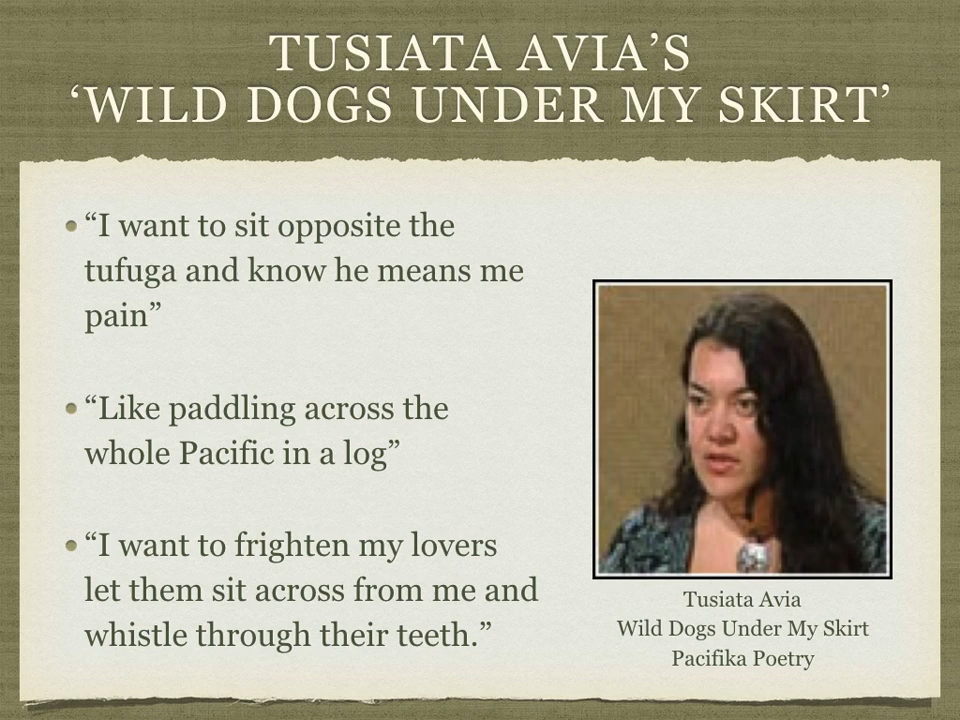 TUSIATA AVIA’S
‘WILD DOGS UNDER MY SKIRT’
• “I want to sit opposite the
tufuga and know he means me
pain”
• “Like paddling across the
whole Pacific in a log”
• “I want to frighten my lovers
let them sit across from me and
whistle through their teeth.”
Tusiata Avia
Wild Dogs Under My Skirt
Pacifika Poetry